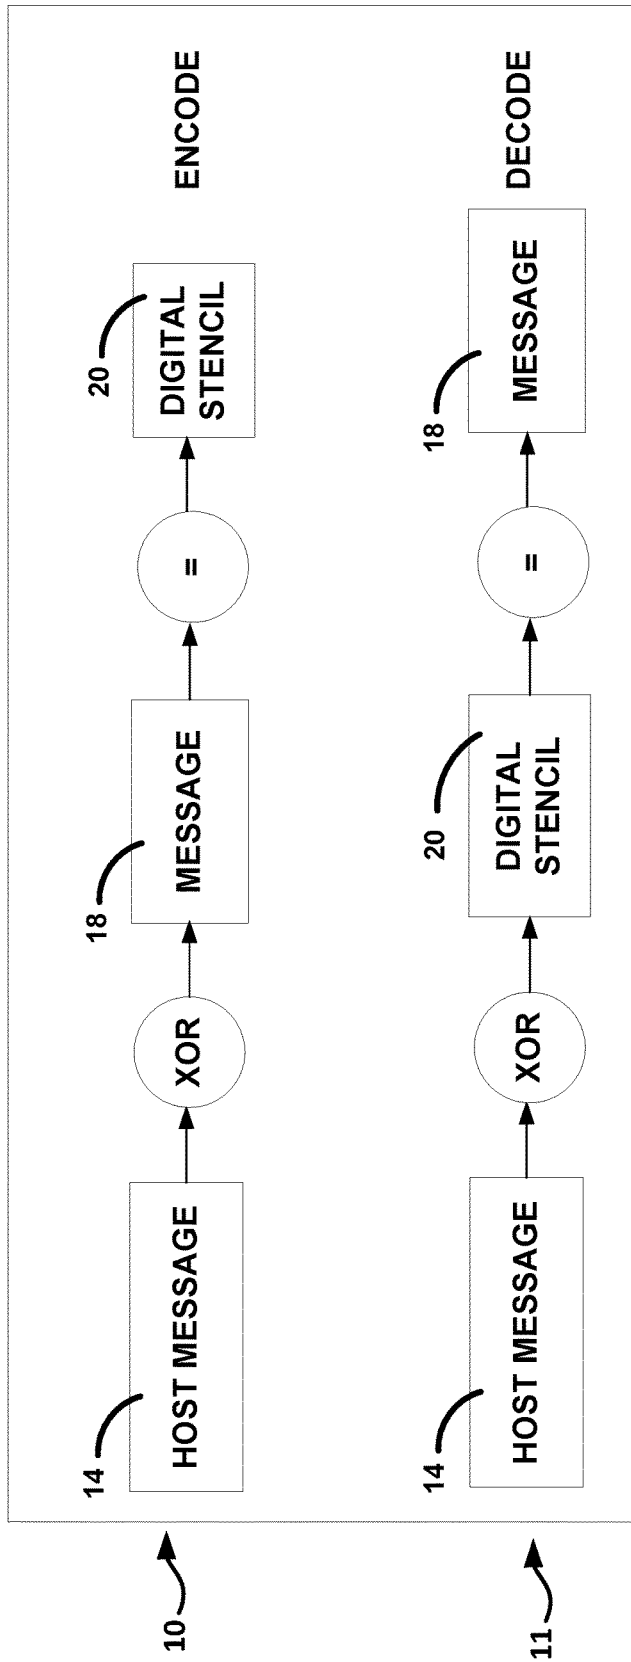 10
14
HOST MESSAGE
XOR
18
MESSAGE
=
20
DIGITAL
STENCIL
ENCODE
11
14
HOST MESSAGE
XOR
20
DIGITAL
STENCIL
=
18
MESSAGE
DECODE